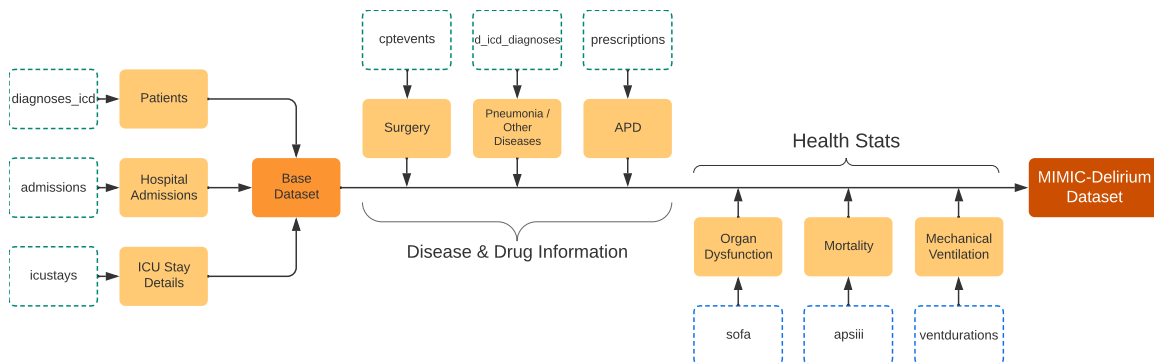 cptevents
d_icd_diagnoses
prescriptions
diagnoses_icd
Patients
Surgery
Pneumonia /
Other
Diseases
APD
Health Stats
admissions
Hospital
Admissions
Base
Dataset
MIMIC-Delirium
Dataset
Disease & Drug Information
Organ
Dysfunction
Mortality
Mechanical
Ventilation
icustays
ICU Stay
Details
sofa
apsiii
ventdurations